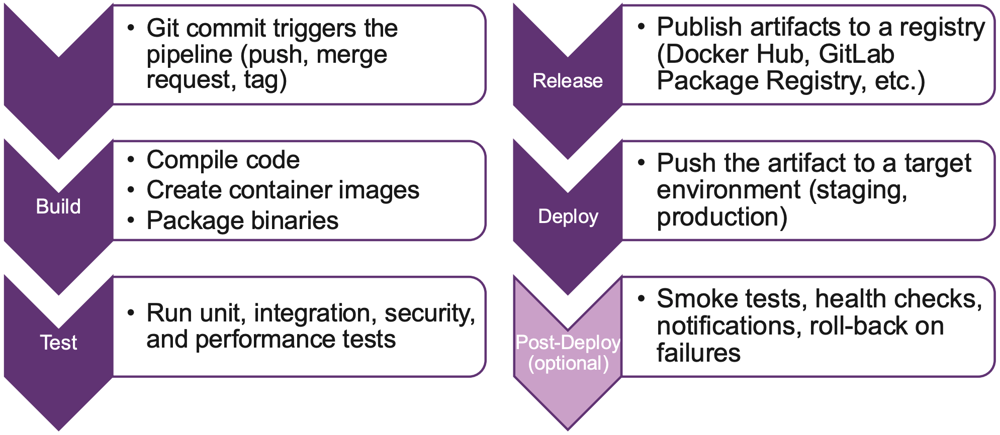 • Git commit triggers the
pipeline (push, merge
request, tag)
Build
• Compile code
• Create container images
• Package binaries
Test
• Run unit, integration, security,
and performance tests
Release
• Publish artifacts to a registry
(Docker Hub, GitLab
Package Registry, etc.)
Deploy
• Push the artifact to a target
environment (staging,
production)
Post-Deploy
(optional)
• Smoke tests, health checks,
notifications, roll-back on
failures